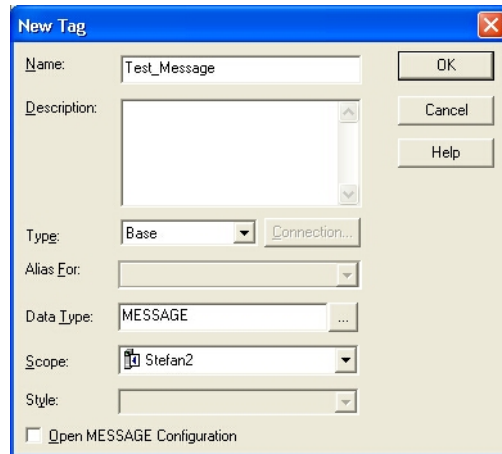 New Tag
Name: Test_Message OK
Description: Cancel
Help
Type: Base Connection...
Alias For:
Data Type: MESSAGE ...
Scope: Stefan2
Style:
Open MESSAGE Configuration